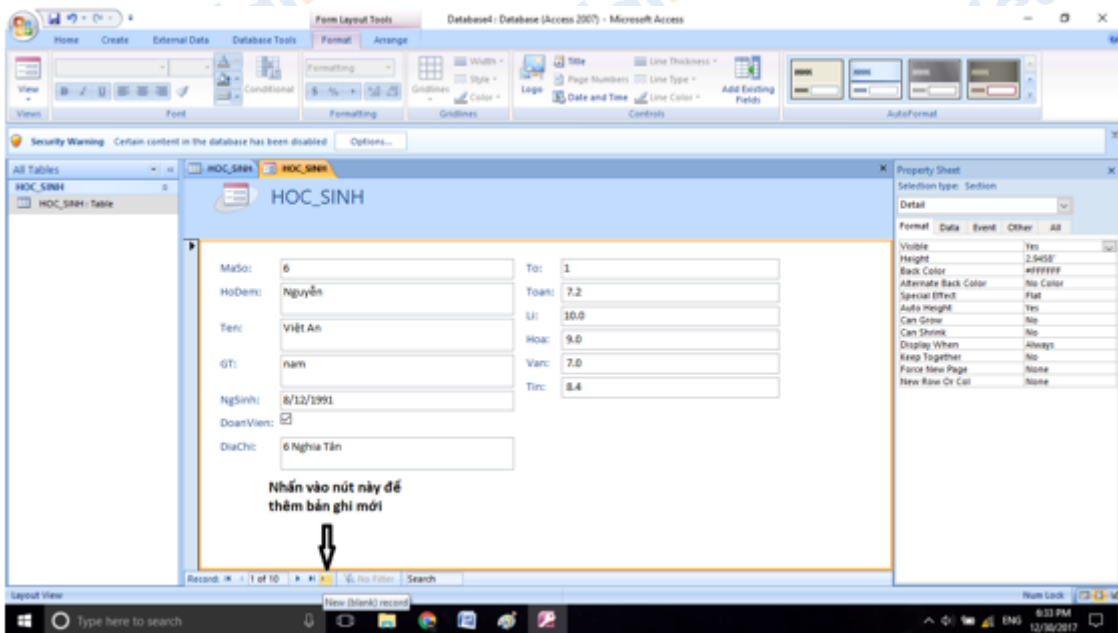 Form Layout Tools
Database4 : Database (Access 2007) - Microsoft Access
Home Create External Data Database Tools Format Arrange
View
Conditional
Formatting
Gridlines
Width
Style
Color
Logo
Title
Page Numbers
Date and Time
Line Thickness
Line Type
Line Color
Add Existing Fields
Views Font Formatting Gridlines Controls AutoFormat
Security Warning Certain content in the database has been disabled Options...
All Tables
HOC_SINH
HOC_SINH : Table
HOC_SINH HOC_SINH
HOC_SINH
MaSo: 6
HoDem: Nguyễn
Ten: Việt An
GT: nam
NgSinh: 8/12/1991
DoanVien:
DiaChi: 6 Nghia Tân
To: 1
Toan: 7.2
Li: 10.0
Hoa: 9.0
Van: 7.0
Tin: 8.4
Nhấn vào nút này để
thêm bản ghi mới
Record: 1 of 10 No Filter Search
New (blank) record
Property Sheet
Selection type: Section
Detail
Format Data Event Other All
Visible Yes
Height 2.9458"
Back Color #FFFFFF
Alternate Back Color No Color
Special Effect Flat
Auto Height Yes
Can Grow No
Can Shrink No
Display When Always
Keep Together No
Force New Page None
New Row Or Col None
Layout View
Num Lock
Type here to search
ENG
6:33 PM
12/30/2017